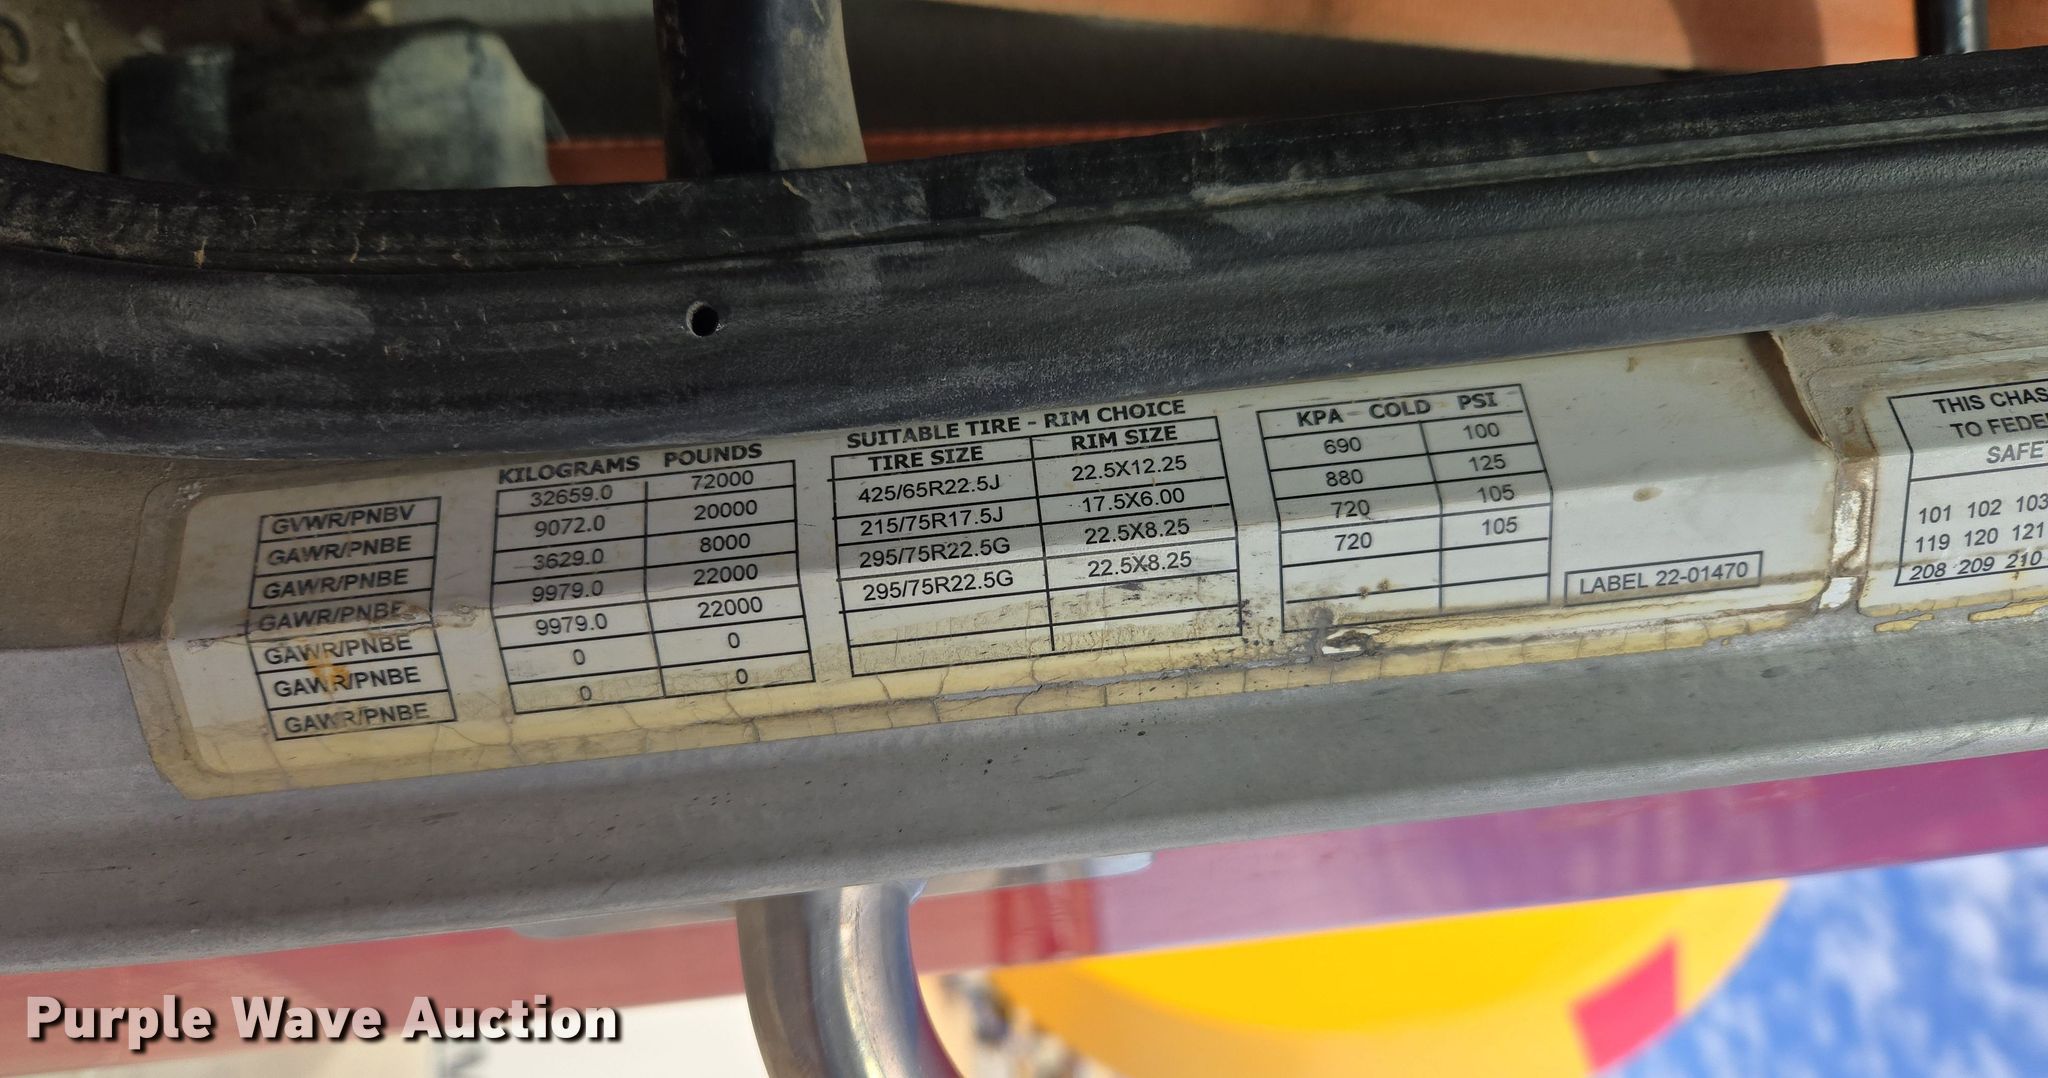 KILOGRAMS POUNDS SUITABLE TIRE - RIM CHOICE KPA - COLD PSI
TIRE SIZE RIM SIZE
GVWR/PNBV 32659.0 72000
GAWR/PNBE 9072.0 20000 425/65R22.5J 22.5X12.25 690 100
GAWR/PNBE 3629.0 8000 215/75R17.5J 17.5X6.00 880 125
GAWR/PNBE 9979.0 22000 295/75R22.5G 22.5X8.25 720 105
GAWR/PNBE 9979.0 22000 295/75R22.5G 22.5X8.25 720 105
GAWR/PNBE 0 0
GAWR/PNBE 0 0
LABEL 22-01470
THIS CHAS
TO FEDE
SAFE
101 102 103
119 120 121
208 209 210
Purple Wave Auction